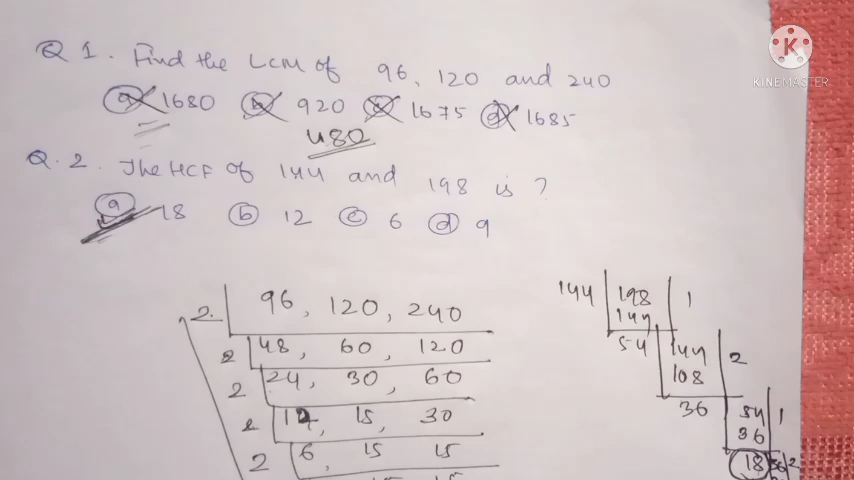 Q 1. Find the LCM of 96, 120 and 240
a 1680 b 920 c 1675 d 1685
480
Q. 2. The HCF of 144 and 198 is ?
a 18 b 12 c 6 d 9
2 96, 120, 240
2 48, 60, 120
2 24, 30, 60
2 12, 15, 30
2 6, 15, 15
144 198 1
144
54 144 2
108
36 54 1
36
18 36 2
K
KINEMASTER